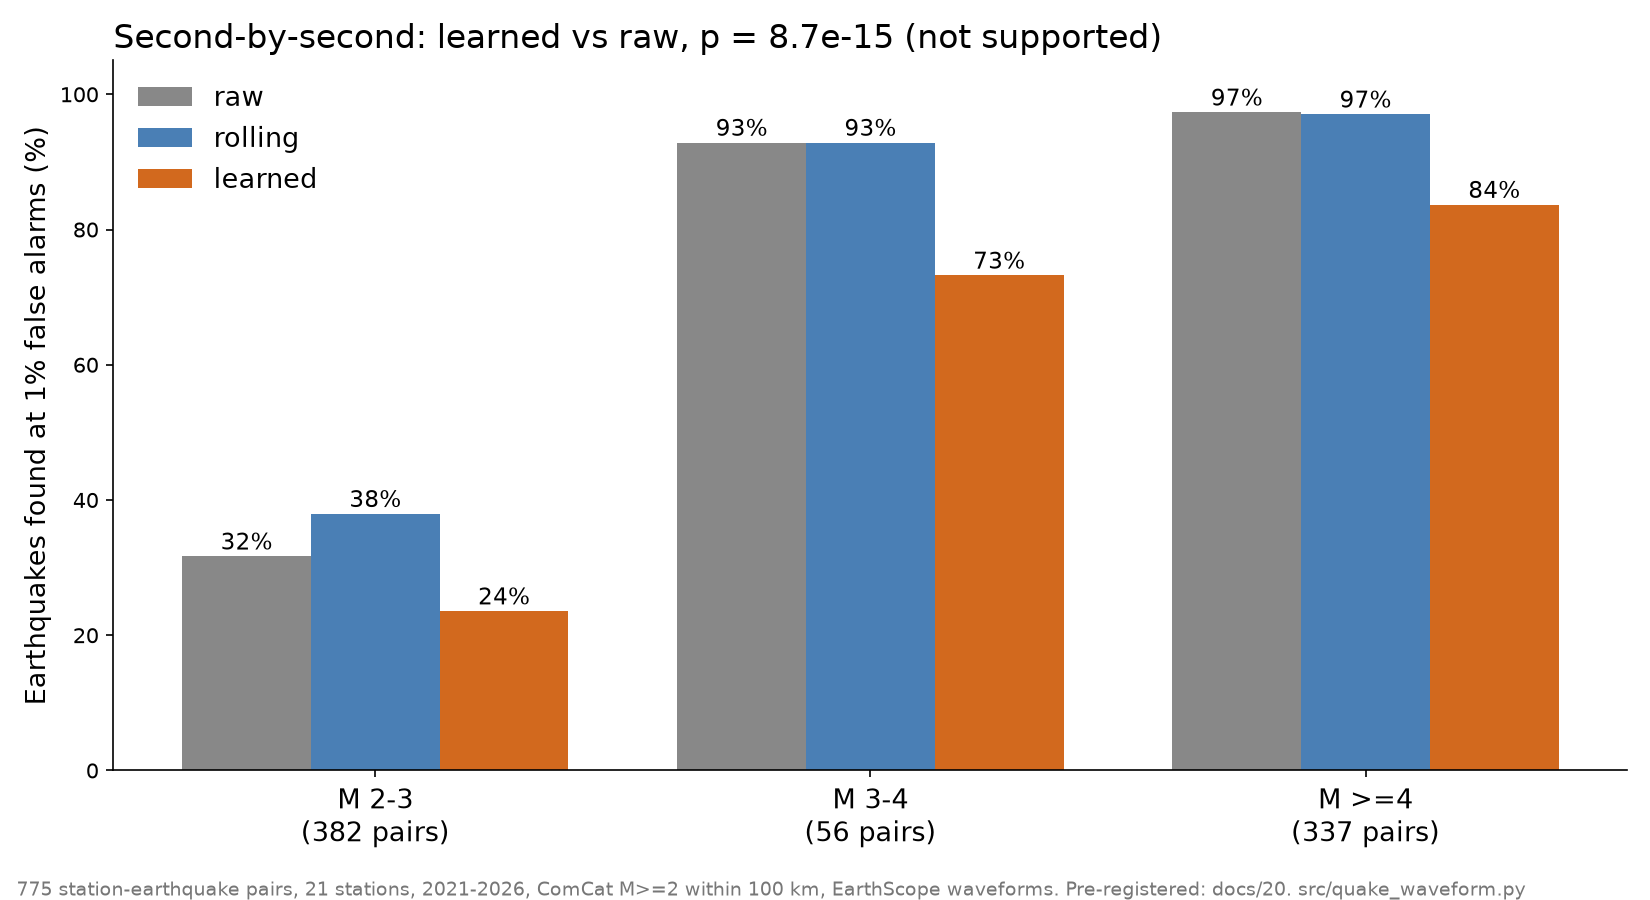 Second-by-second: learned vs raw, p = 8.7e-15 (not supported)
Earthquakes found at 1% false alarms (%)
100
80
60
40
20
0
raw
rolling
learned
32%
38%
24%
93%
93%
73%
97%
97%
84%
M 2-3
(382 pairs)
M 3-4
(56 pairs)
M >=4
(337 pairs)
775 station-earthquake pairs, 21 stations, 2021-2026, ComCat M>=2 within 100 km, EarthScope waveforms. Pre-registered: docs/20. src/quake_waveform.py